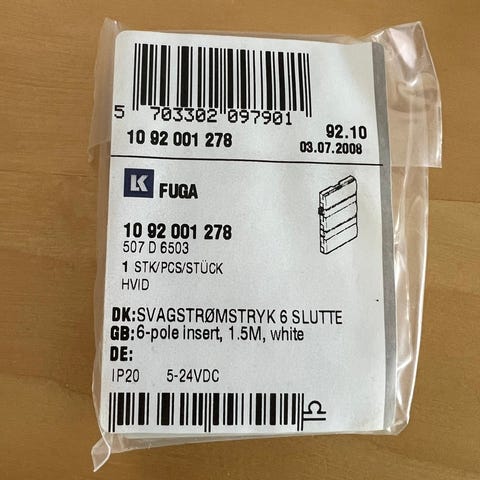 5 703302 097901
10 92 001 278
92.10
03.07.2008
LK FUGA
10 92 001 278
507 D 6503
1 STK/PCS/STÜCK
HVID
DK:SVAGSTRØMSTRYK 6 SLUTTE
GB:6-pole insert, 1.5M, white
DE:
IP20 5-24VDC